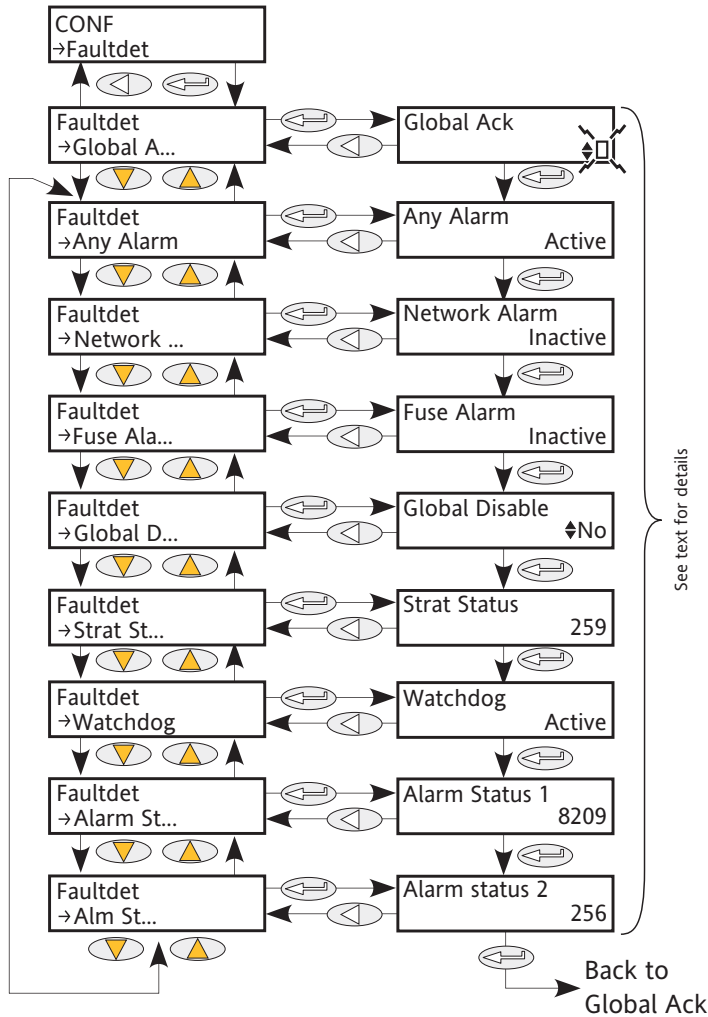 CONF
→Faultdet
Faultdet
→Global A...
Global Ack
Faultdet
→Any Alarm
Any Alarm
Active
Faultdet
→Network ...
Network Alarm
Inactive
Faultdet
→Fuse Ala...
Fuse Alarm
Inactive
Faultdet
→Global D...
Global Disable
No
Faultdet
→Strat St...
Strat Status
259
Faultdet
→Watchdog
Watchdog
Active
Faultdet
→Alarm St...
Alarm Status 1
8209
Faultdet
→Alm St...
Alarm status 2
256
See text for details
Back to
Global Ack